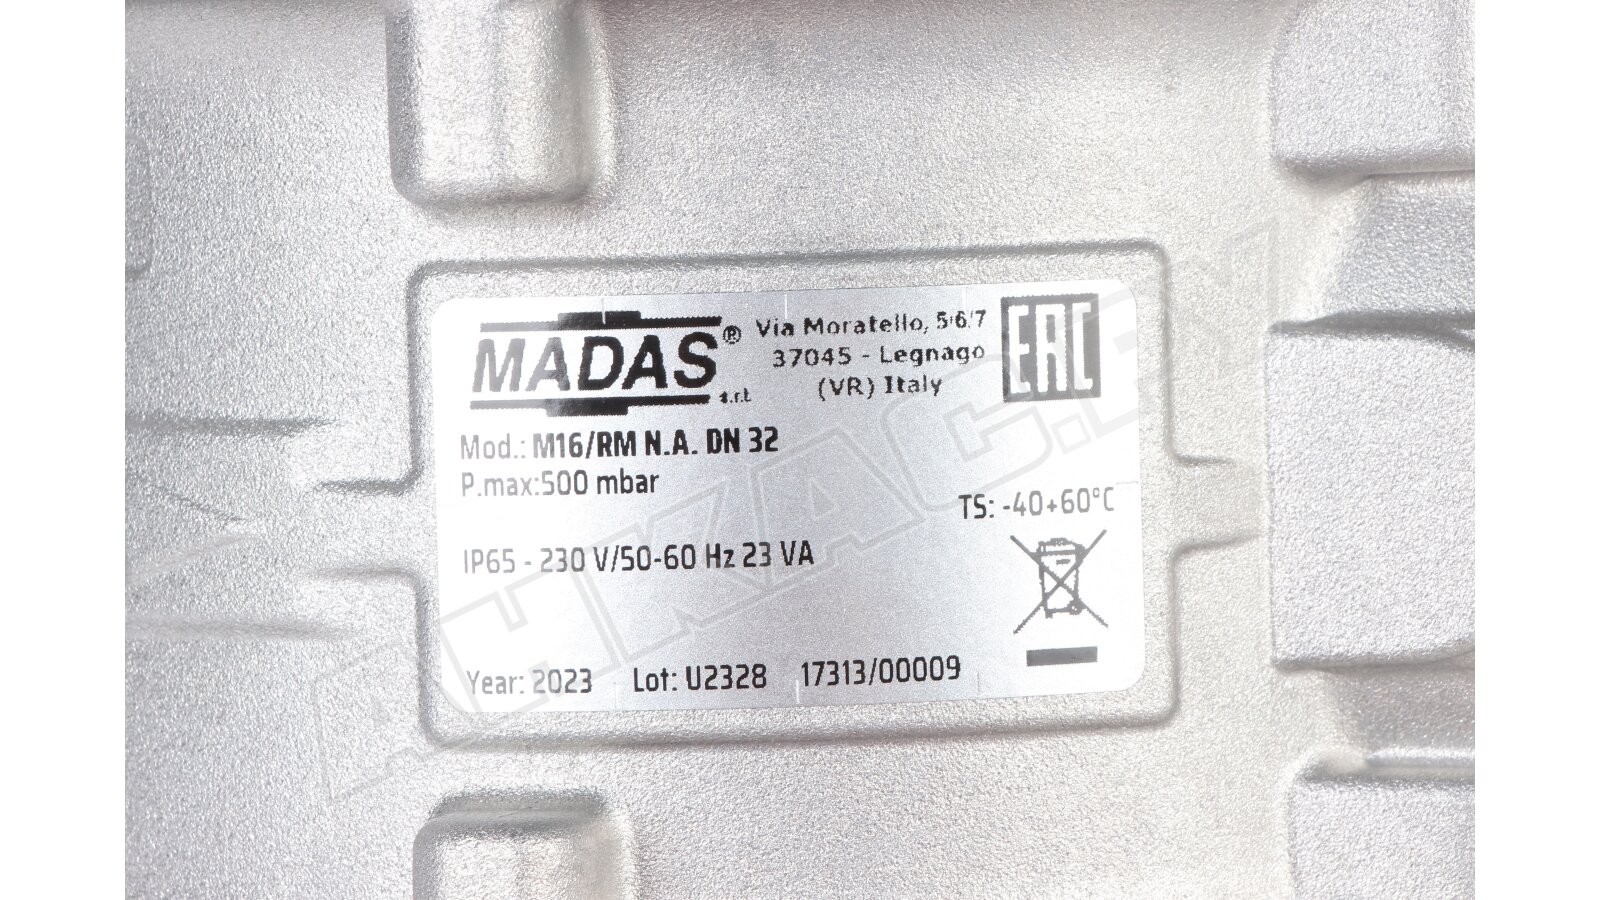 MADAS® s.r.l.
Via Moratello, 5/6/7
37045 - Legnago
(VR) Italy
EAC
Mod.: M16/RM N.A. DN 32
P.max:500 mbar
TS: -40+60°C
IP65 - 230 V/50-60 Hz 23 VA
Year: 2023 Lot: U2328 17313/00009